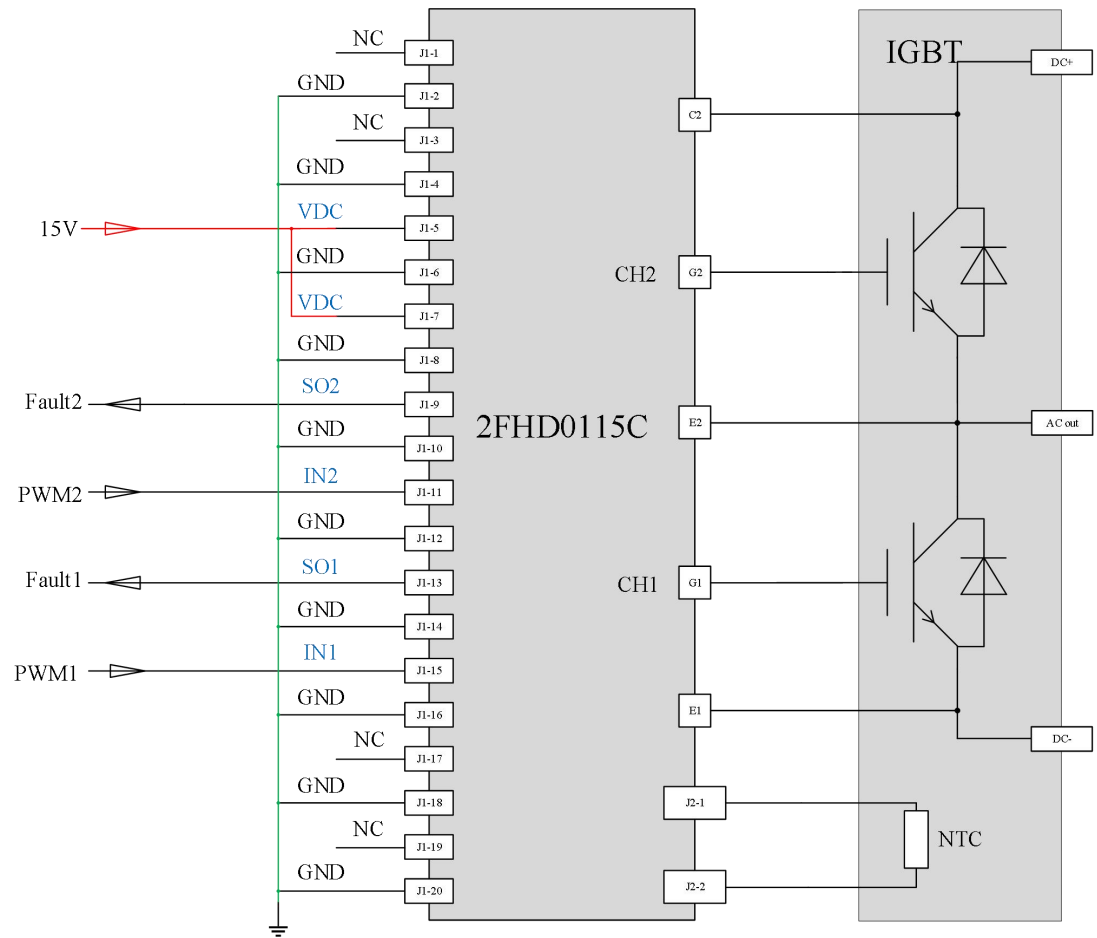 NC
J1-1
GND
J1-2
NC
J1-3
GND
J1-4
15V
VDC
J1-5
GND
J1-6
VDC
J1-7
GND
J1-8
Fault2
SO2
J1-9
GND
J1-10
PWM2
IN2
J1-11
GND
J1-12
Fault1
SO1
J1-13
GND
J1-14
PWM1
IN1
J1-15
GND
J1-16
NC
J1-17
GND
J1-18
NC
J1-19
GND
J1-20
2FHD0115C
C2
CH2
G2
E2
CH1
G1
E1
J2-1
J2-2
IGBT
DC+
AC out
DC-
NTC